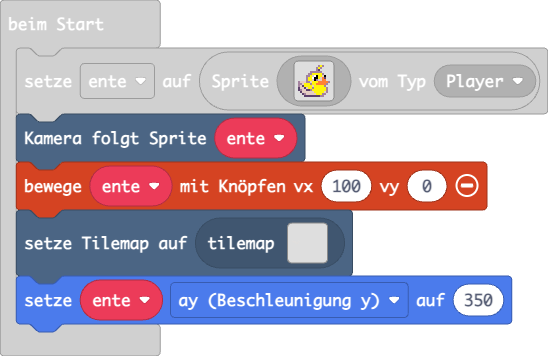 beim Start
setze ente auf Sprite vom Typ Player
Kamera folgt Sprite ente
bewege ente mit Knöpfen vx 100 vy 0
setze Tilemap auf tilemap
setze ente ay (Beschleunigung y) auf 350